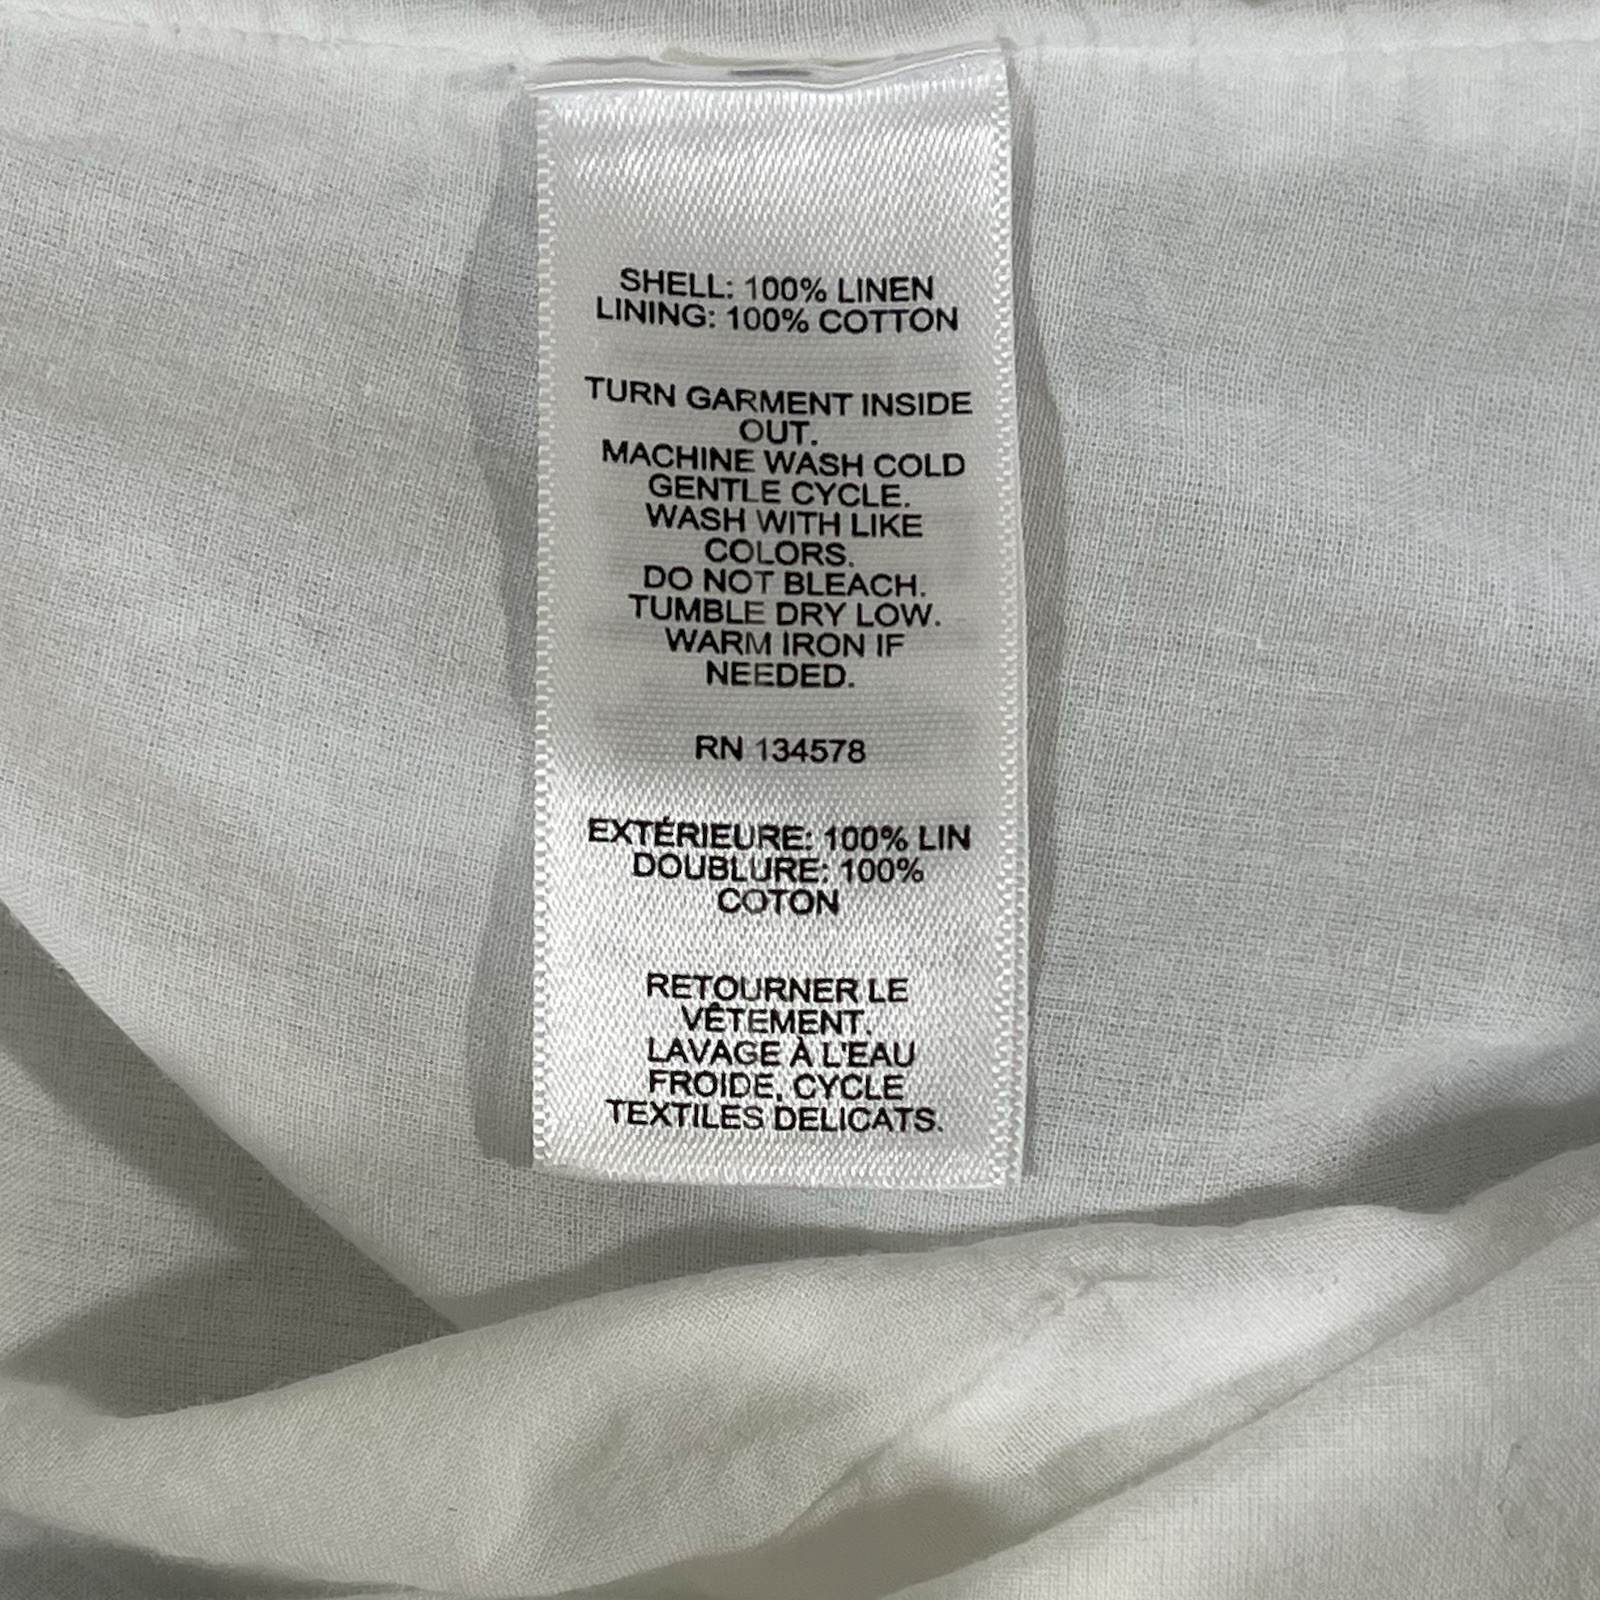 SHELL: 100% LINEN
LINING: 100% COTTON
TURN GARMENT INSIDE
OUT.
MACHINE WASH COLD
GENTLE CYCLE.
WASH WITH LIKE
COLORS.
DO NOT BLEACH.
TUMBLE DRY LOW.
WARM IRON IF
NEEDED.
RN 134578
EXTÉRIEURE: 100% LIN
DOUBLURE: 100%
COTON
RETOURNER LE
VÊTEMENT.
LAVAGE À L'EAU
FROIDE, CYCLE
TEXTILES DELICATS.